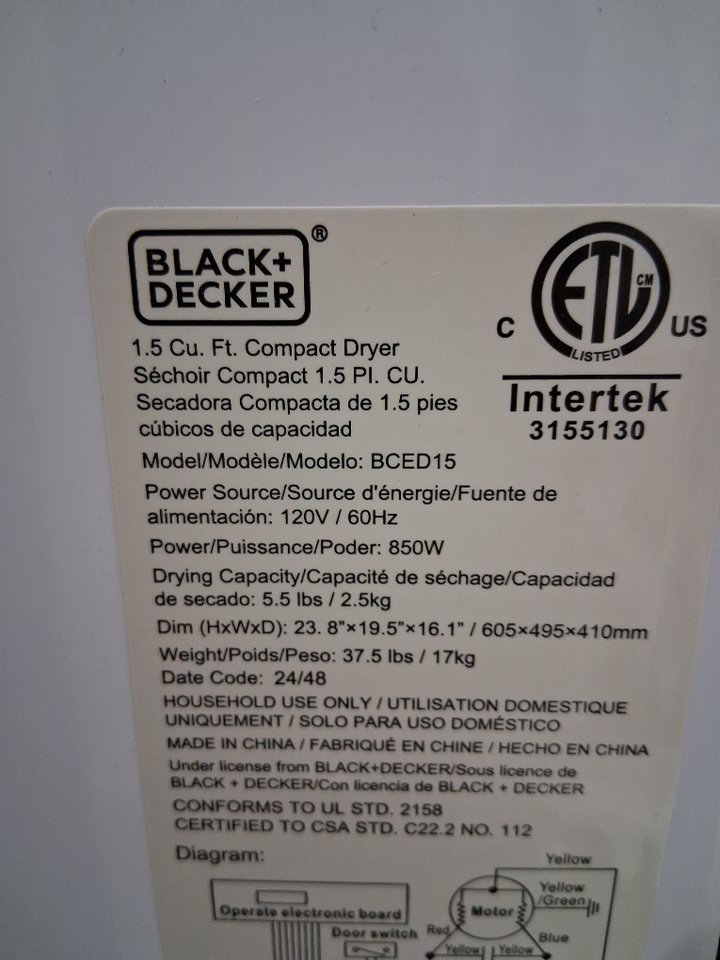 BLACK+
DECKER®
1.5 Cu. Ft. Compact Dryer
Séchoir Compact 1.5 PI. CU.
Secadora Compacta de 1.5 pies
cúbicos de capacidad
C ETL CM US
LISTED
Intertek
3155130
Model/Modèle/Modelo: BCED15
Power Source/Source d'énergie/Fuente de
alimentación: 120V / 60Hz
Power/Puissance/Poder: 850W
Drying Capacity/Capacité de séchage/Capacidad
de secado: 5.5 lbs / 2.5kg
Dim (HxWxD): 23. 8"×19.5"×16.1" / 605×495×410mm
Weight/Poids/Peso: 37.5 lbs / 17kg
Date Code: 24/48
HOUSEHOLD USE ONLY / UTILISATION DOMESTIQUE
UNIQUEMENT / SOLO PARA USO DOMÉSTICO
MADE IN CHINA / FABRIQUÉ EN CHINE / HECHO EN CHINA
Under license from BLACK+DECKER/Sous licence de
BLACK + DECKER/Con licencia de BLACK + DECKER
CONFORMS TO UL STD. 2158
CERTIFIED TO CSA STD. C22.2 NO. 112
Diagram:
Yellow
Yellow
/Green
Operate electronic board
Motor
Door switch
Red
Blue
Yellow
Yellow